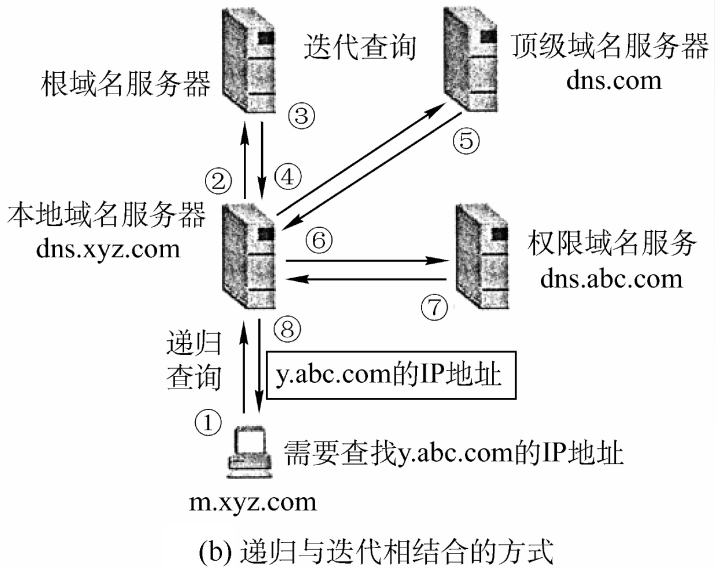 迭代查询
根域名服务器
顶级域名服务器
dns.com
③
⑤
②
④
本地域名服务器
dns.xyz.com
⑥
权限域名服务
dns.abc.com
⑦
⑧
递归
查询
y.abc.com的IP地址
①
需要查找y.abc.com的IP地址
m.xyz.com
(b) 递归与迭代相结合的方式